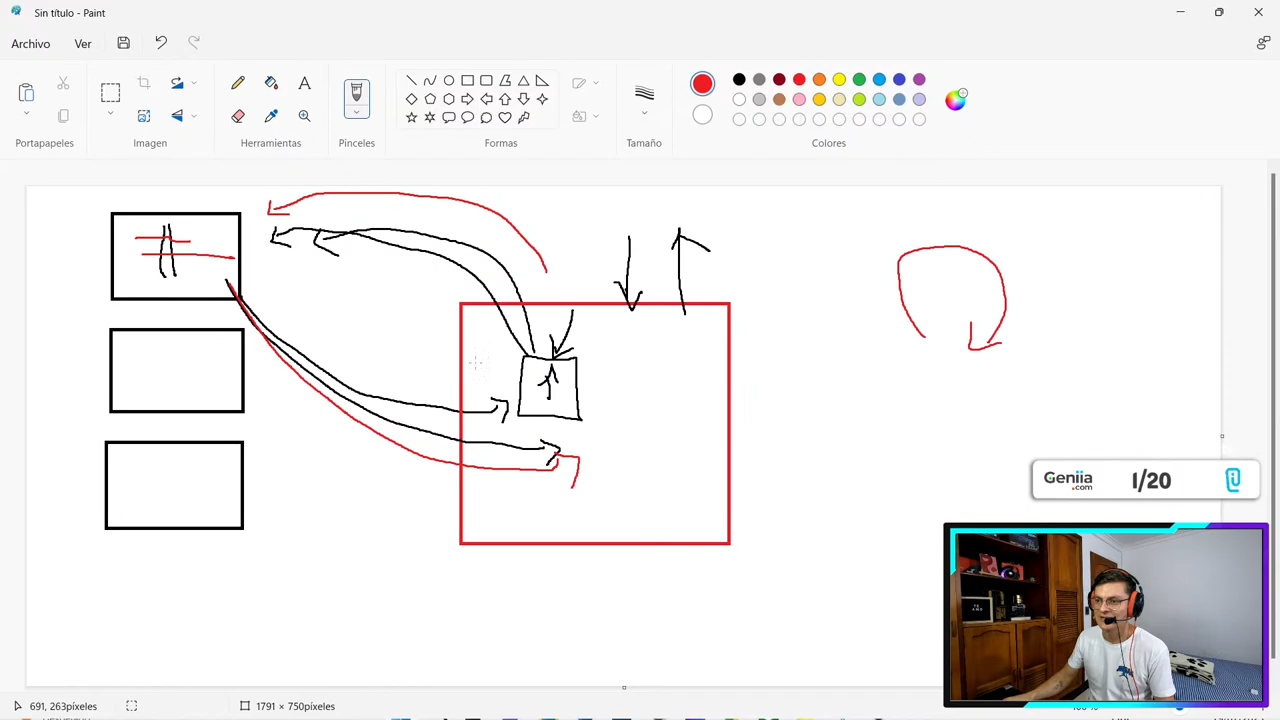 Sin título - Paint
Archivo
Ver
Portapapeles
Imagen
Herramientas
Pinceles
Formas
Tamaño
Colores
Geniia
.com
1/20
691, 263píxeles
1791 × 750píxeles